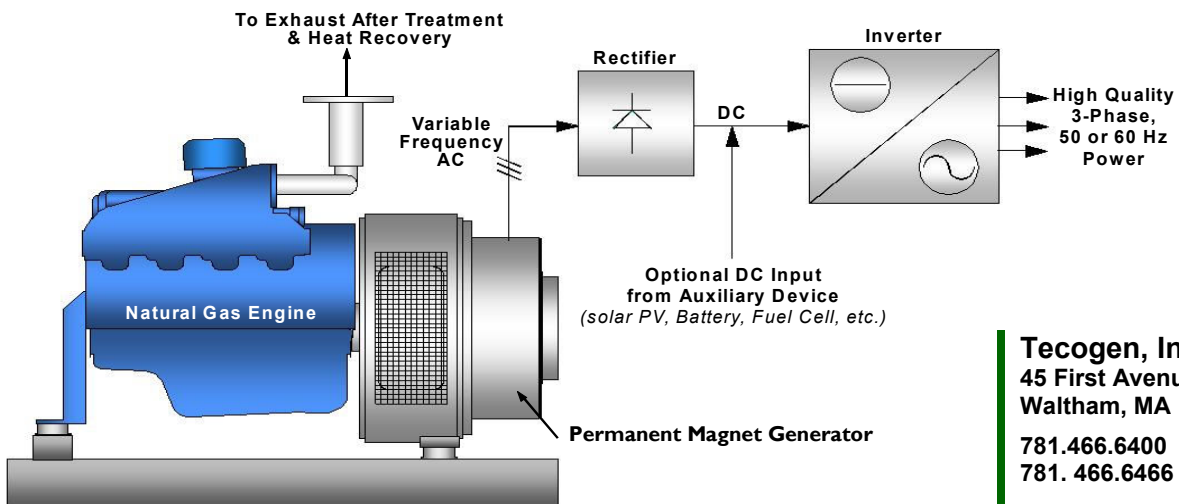 To Exhaust After Treatment
& Heat Recovery
Rectifier
Inverter
Variable
Frequency
AC
DC
High Quality
3-Phase,
50 or 60 Hz
Power
Optional DC Input
from Auxiliary Device
(solar PV, Battery, Fuel Cell, etc.)
Natural Gas Engine
Permanent Magnet Generator
Tecogen,
45 First
Waltham, MA
781.466.6400
781. 466.6466